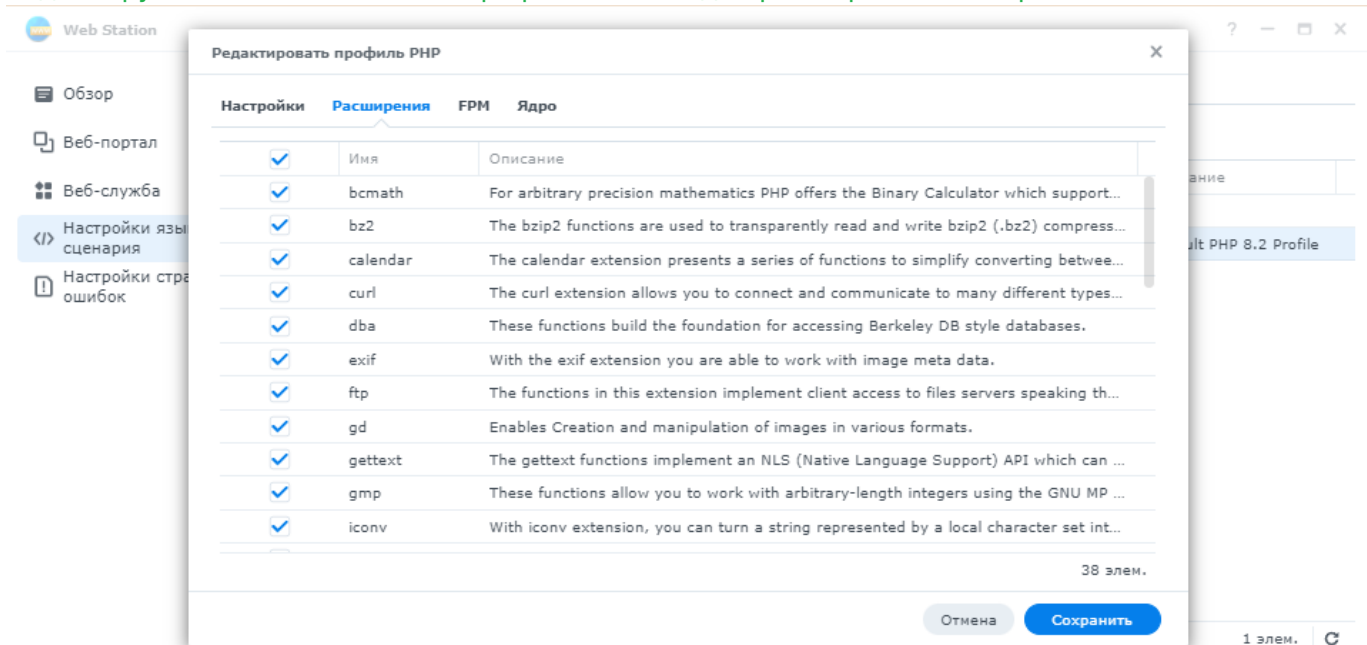 Web Station
Редактировать профиль PHP
Обзор
Веб-портал
Веб-служба
Настройки язы
сценария
Настройки стра
ошибок
Настройки Расширения FPM Ядро
Имя Описание
bcmath For arbitrary precision mathematics PHP offers the Binary Calculator which support...
bz2 The bzip2 functions are used to transparently read and write bzip2 (.bz2) compress...
calendar The calendar extension presents a series of functions to simplify converting betwee...
curl The curl extension allows you to connect and communicate to many different types...
dba These functions build the foundation for accessing Berkeley DB style databases.
exif With the exif extension you are able to work with image meta data.
ftp The functions in this extension implement client access to files servers speaking th...
gd Enables Creation and manipulation of images in various formats.
gettext The gettext functions implement an NLS (Native Language Support) API which can ...
gmp These functions allow you to work with arbitrary-length integers using the GNU MP ...
iconv With iconv extension, you can turn a string represented by a local character set int...
38 элем.
Отмена Сохранить
ание
ult PHP 8.2 Profile
1 элем.